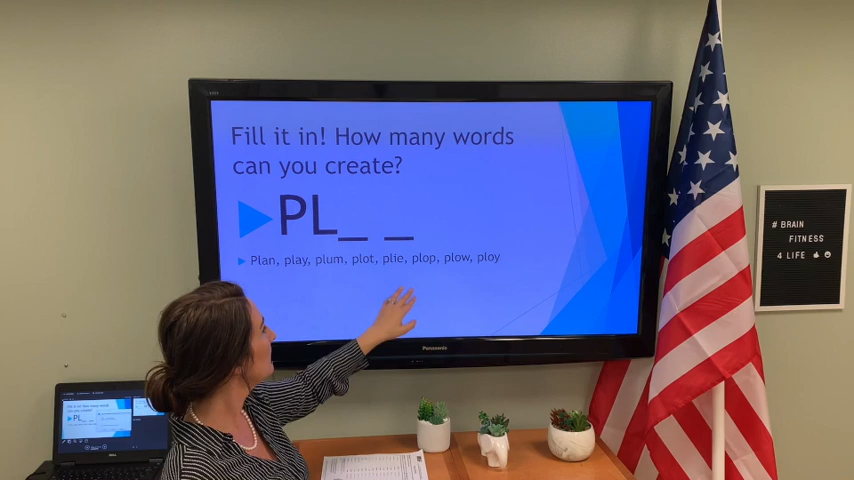 Fill it in! How many words
can you create?
PL_ _
Plan, play, plum, plot, plie, plop, plow, ploy
Panasonic
# BRAIN
FITNESS
4 LIFE